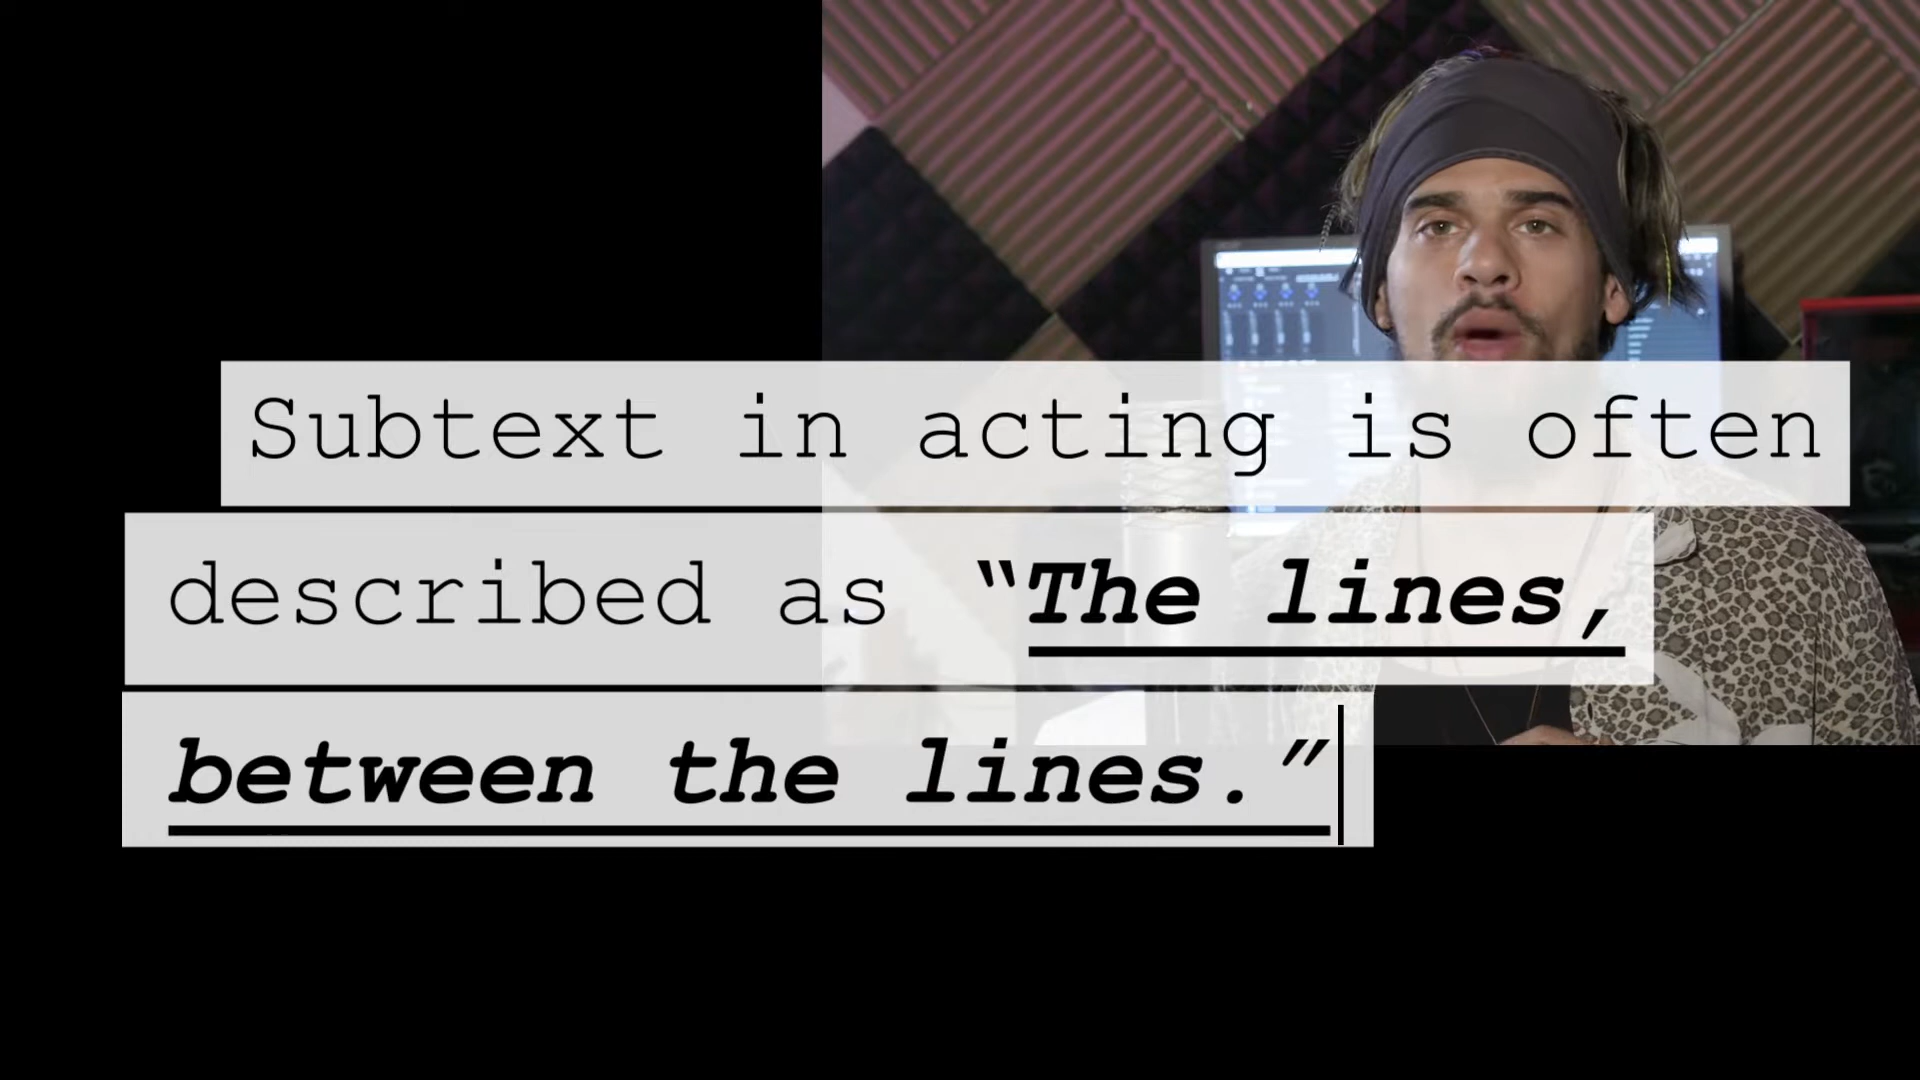 Subtext in acting is often
described as “The lines,
between the lines.”